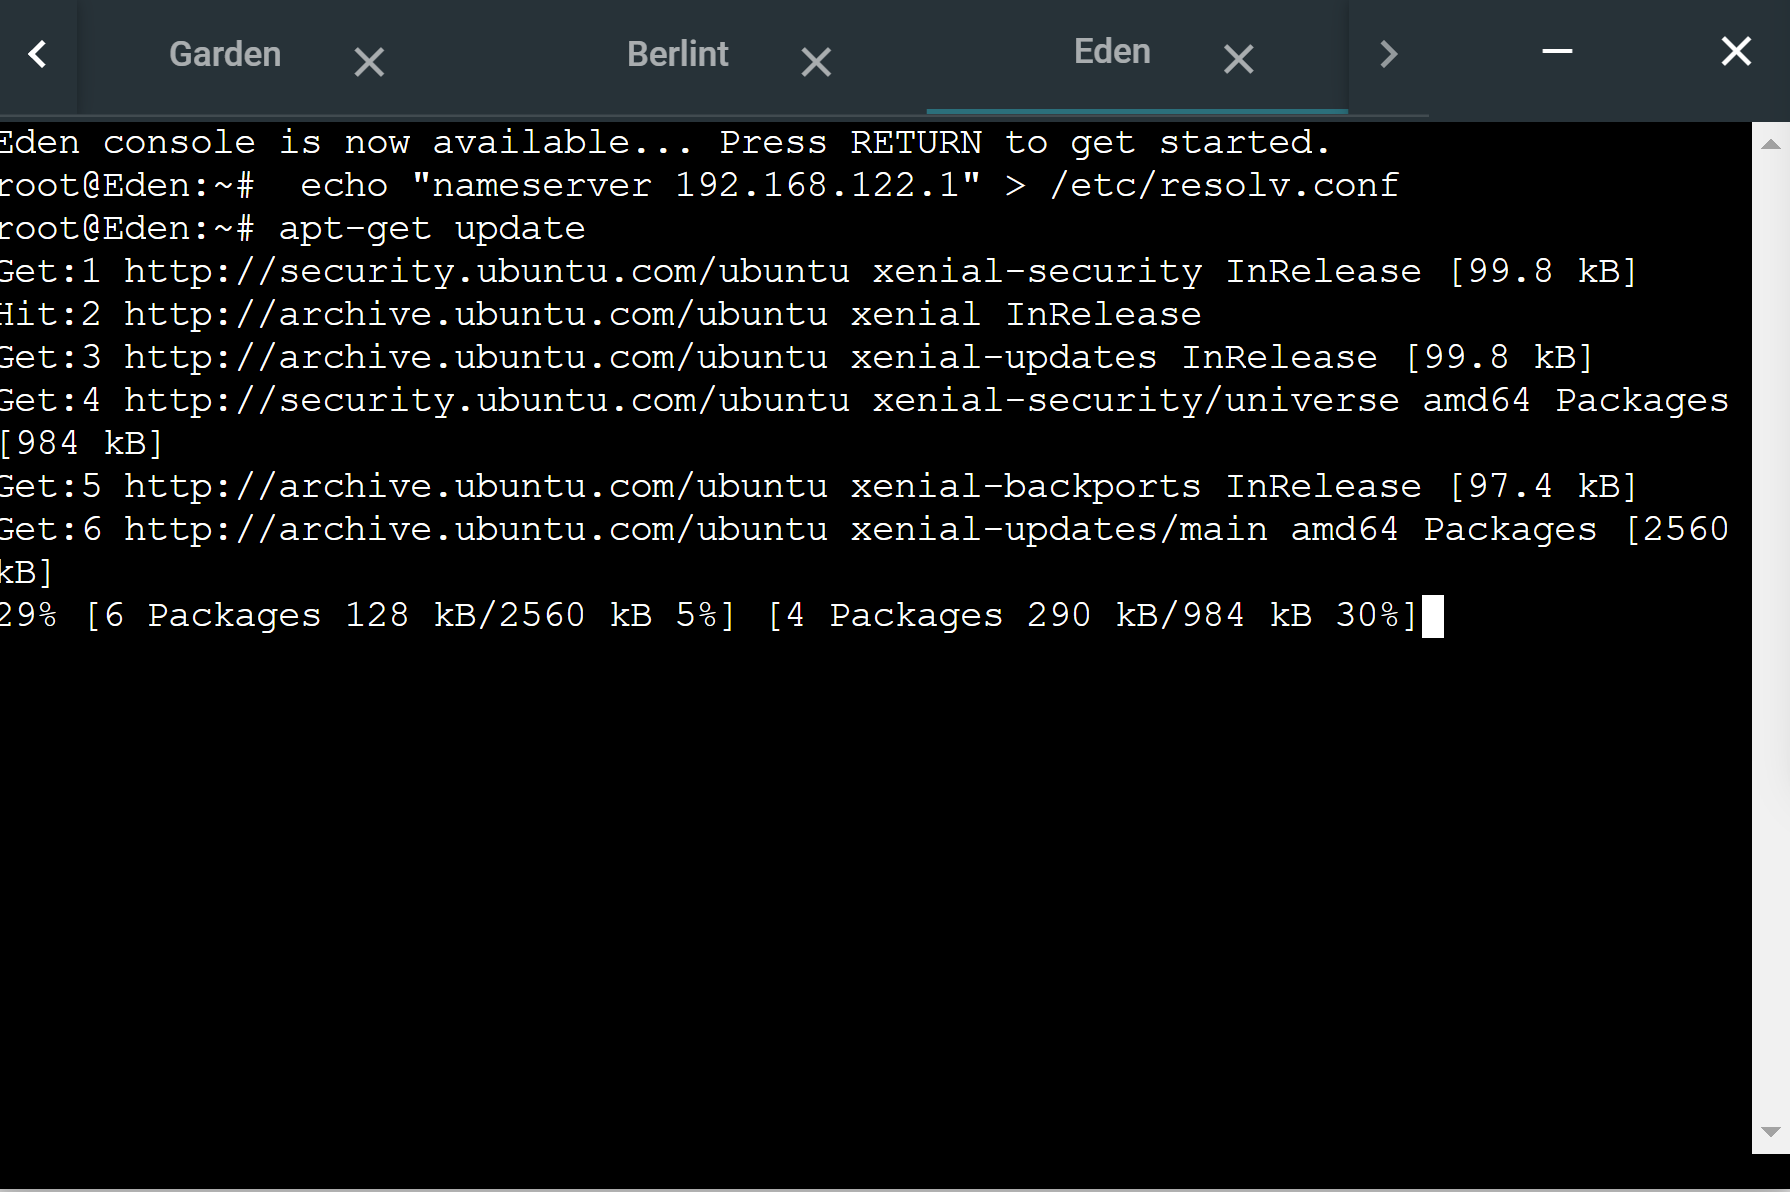 Garden
Berlint
Eden
Eden console is now available... Press RETURN to get started.
root@Eden:~#  echo "nameserver 192.168.122.1" > /etc/resolv.conf
root@Eden:~# apt-get update
Get:1 http://security.ubuntu.com/ubuntu xenial-security InRelease [99.8 kB]
Hit:2 http://archive.ubuntu.com/ubuntu xenial InRelease
Get:3 http://archive.ubuntu.com/ubuntu xenial-updates InRelease [99.8 kB]
Get:4 http://security.ubuntu.com/ubuntu xenial-security/universe amd64 Packages
[984 kB]
Get:5 http://archive.ubuntu.com/ubuntu xenial-backports InRelease [97.4 kB]
Get:6 http://archive.ubuntu.com/ubuntu xenial-updates/main amd64 Packages [2560
kB]
29% [6 Packages 128 kB/2560 kB 5%] [4 Packages 290 kB/984 kB 30%]